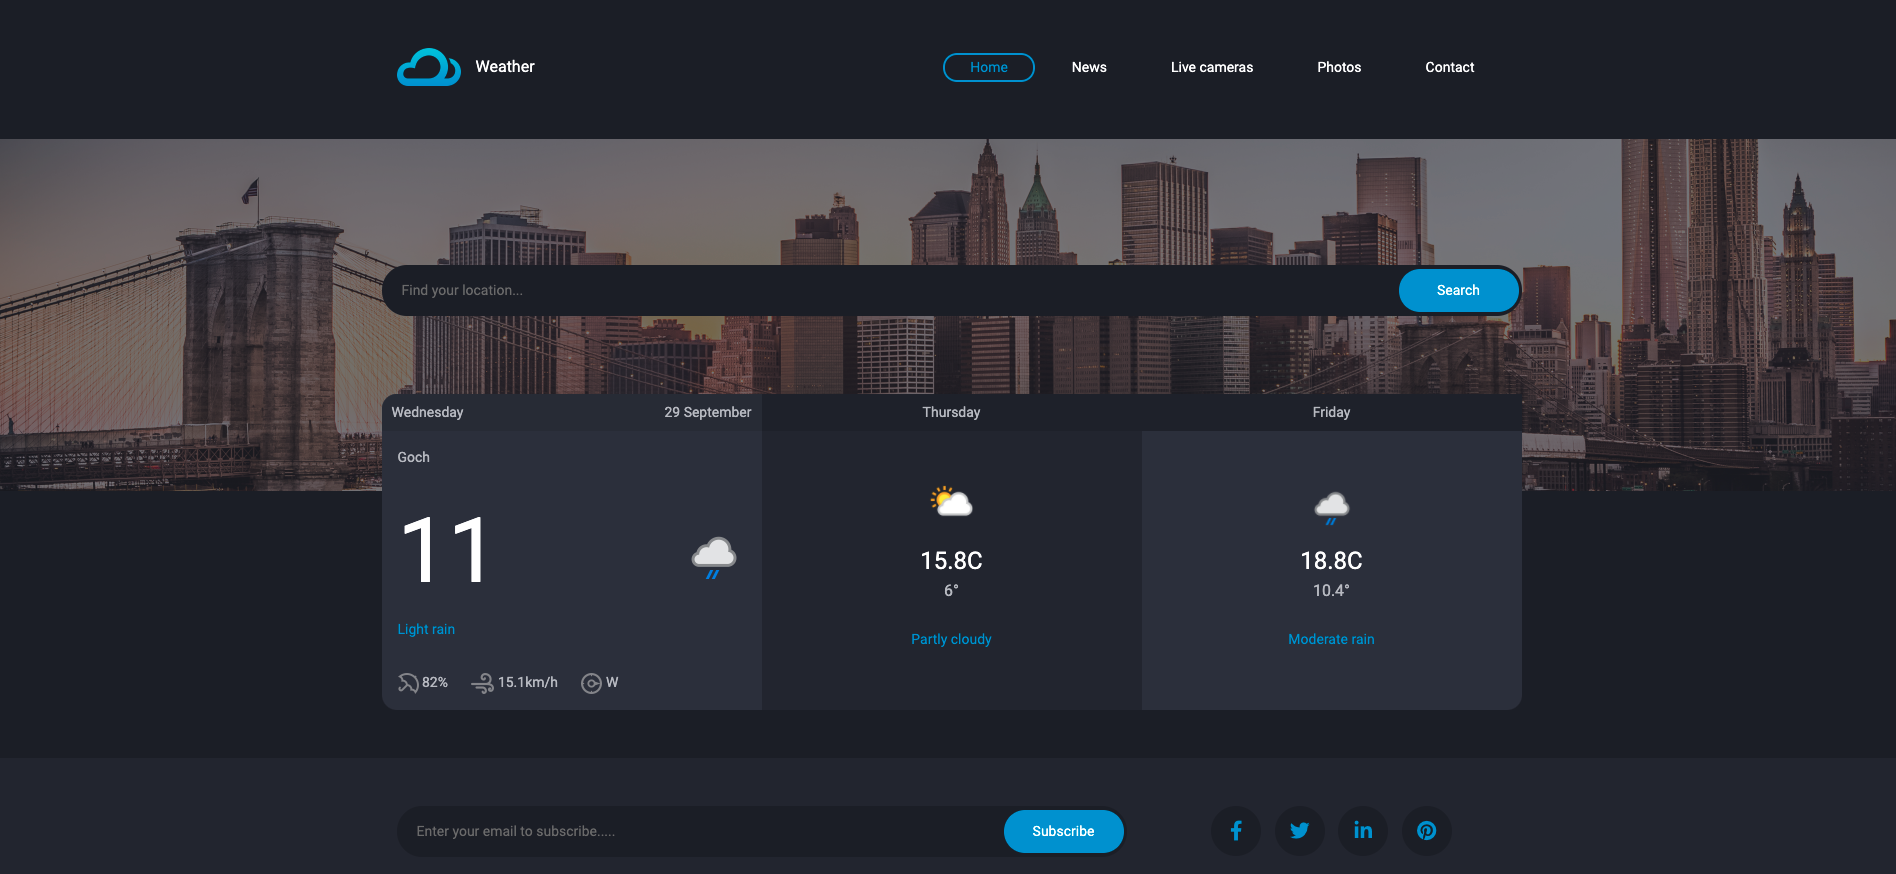 Weather
Home News Live cameras Photos Contact
Find your location...
Search
Wednesday 29 September
Thursday
Friday
Goch
11
Light rain
82% 15.1km/h W
15.8C
6°
Partly cloudy
18.8C
10.4°
Moderate rain
Enter your email to subscribe.....
Subscribe